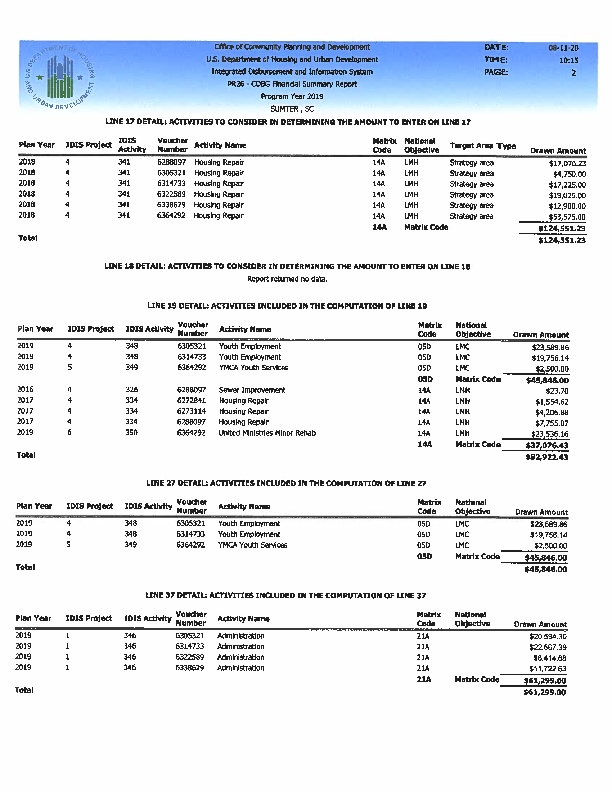 Office of Community Planning and Development
U.S. Department of Housing and Urban Development
Integrated Disbursement and Information System
PR26 - CDBG Financial Summary Report
Program Year 2019
SUMTER , SC
DATE: 08-11-20
TIME: 10:15
PAGE: 2
U.S. DEPARTMENT OF HOUSING AND URBAN DEVELOPMENT
LINE 17 DETAIL: ACTIVITIES TO CONSIDER IN DETERMINING THE AMOUNT TO ENTER ON LINE 17
Plan Year IDIS Project IDIS Activity Voucher Number Activity Name Matrix Code National Objective Target Area Type Drawn Amount
2018 4 341 6288097 Housing Repair 14A LMH Strategy area $17,076.23
2018 4 341 6305321 Housing Repair 14A LMH Strategy area $4,750.00
2018 4 341 6314733 Housing Repair 14A LMH Strategy area $17,225.00
2018 4 341 6322589 Housing Repair 14A LMH Strategy area $19,025.00
2018 4 341 6338629 Housing Repair 14A LMH Strategy area $12,900.00
2018 4 341 6364292 Housing Repair 14A LMH Strategy area $53,575.00
14A Matrix Code $124,551.23
Total $124,551.23
LINE 18 DETAIL: ACTIVITIES TO CONSIDER IN DETERMINING THE AMOUNT TO ENTER ON LINE 18
Report returned no data.
LINE 19 DETAIL: ACTIVITIES INCLUDED IN THE COMPUTATION OF LINE 19
Plan Year IDIS Project IDIS Activity Voucher Number Activity Name Matrix Code National Objective Drawn Amount
2019 4 348 6305321 Youth Employment 05D LMC $23,589.86
2019 4 348 6314733 Youth Employment 05D LMC $19,756.14
2019 5 349 6364292 YMCA Youth Services 05D LMC $2,500.00
05D Matrix Code $45,846.00
2016 4 326 6288097 Sewer Improvement 14A LMH $23.70
2017 4 334 6272841 Housing Repair 14A LMH $1,554.62
2017 4 334 6273114 Housing Repair 14A LMH $4,206.88
2017 4 334 6288097 Housing Repair 14A LMH $7,755.07
2019 6 350 6364292 United Ministries Minor Rehab 14A LMH $23,536.16
14A Matrix Code $37,076.43
Total $82,922.43
LINE 27 DETAIL: ACTIVITIES INCLUDED IN THE COMPUTATION OF LINE 27
Plan Year IDIS Project IDIS Activity Voucher Number Activity Name Matrix Code National Objective Drawn Amount
2019 4 348 6305321 Youth Employment 05D LMC $23,589.86
2019 4 348 6314733 Youth Employment 05D LMC $19,756.14
2019 5 349 6364292 YMCA Youth Services 05D LMC $2,500.00
05D Matrix Code $45,846.00
Total $45,846.00
LINE 37 DETAIL: ACTIVITIES INCLUDED IN THE COMPUTATION OF LINE 37
Plan Year IDIS Project IDIS Activity Voucher Number Activity Name Matrix Code National Objective Drawn Amount
2019 1 346 6305321 Administration 21A $20,594.30
2019 1 346 6314733 Administration 21A $22,567.39
2019 1 346 6322589 Administration 21A $6,414.68
2019 1 346 6338629 Administration 21A $11,722.63
21A Matrix Code $61,299.00
Total $61,299.00